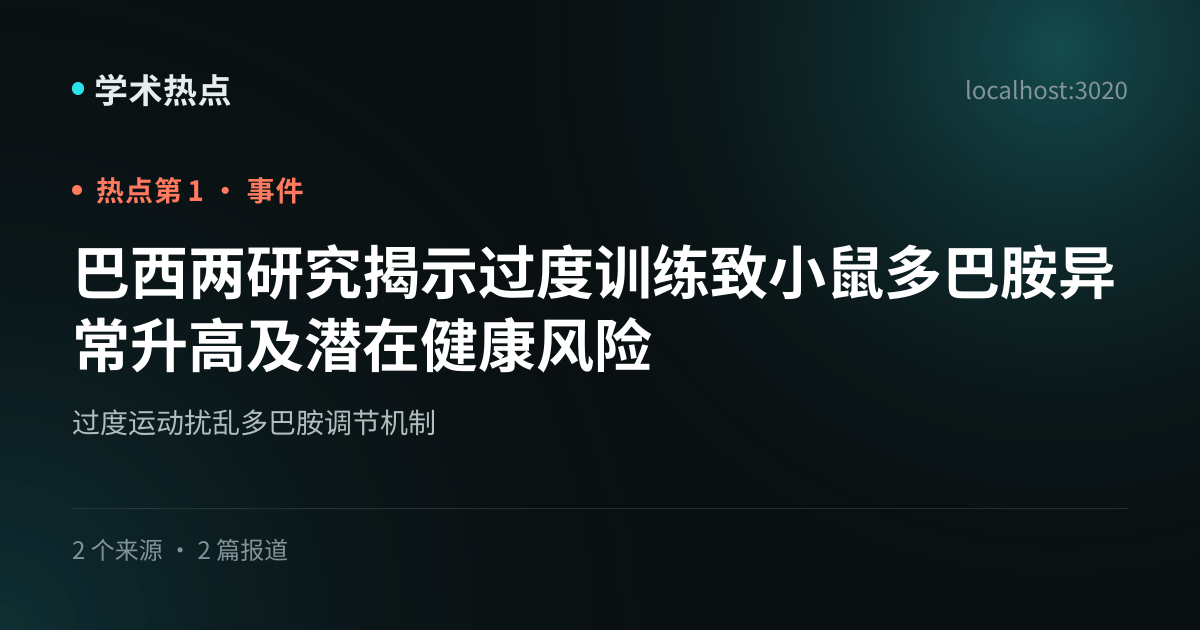 学术热点
localhost:3020
热点第 1 · 事件
巴西两研究揭示过度训练致小鼠多巴胺异
常升高及潜在健康风险
过度运动扰乱多巴胺调节机制
2 个来源 · 2 篇报道